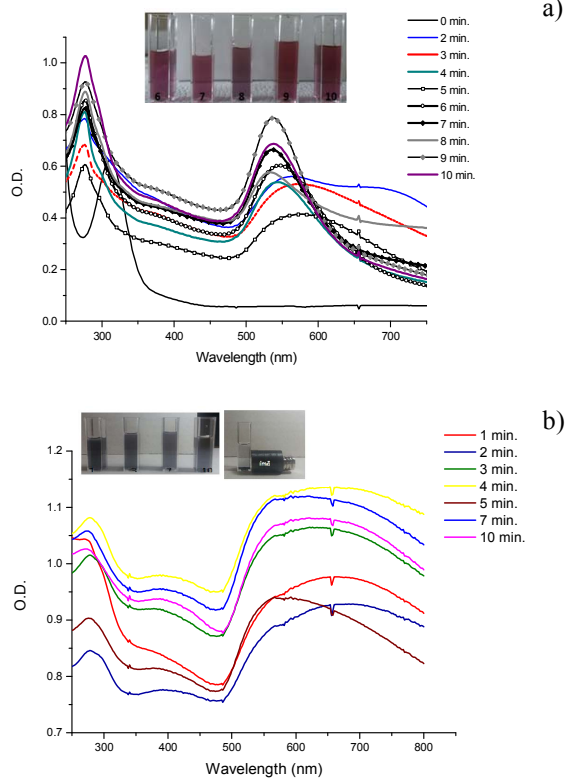 a)
0 min.
2 min.
3 min.
4 min.
5 min.
6 min.
7 min.
8 min.
9 min.
10 min.
6 7 8 9 10
1.0
0.8
0.6
0.4
0.2
0.0
O.D.
300 400 500 600 700
Wavelength (nm)
b)
1 min.
2 min.
3 min.
4 min.
5 min.
7 min.
10 min.
1.2
1.1
1.0
0.9
0.8
0.7
O.D.
300 400 500 600 700 800
Wavelength (nm)